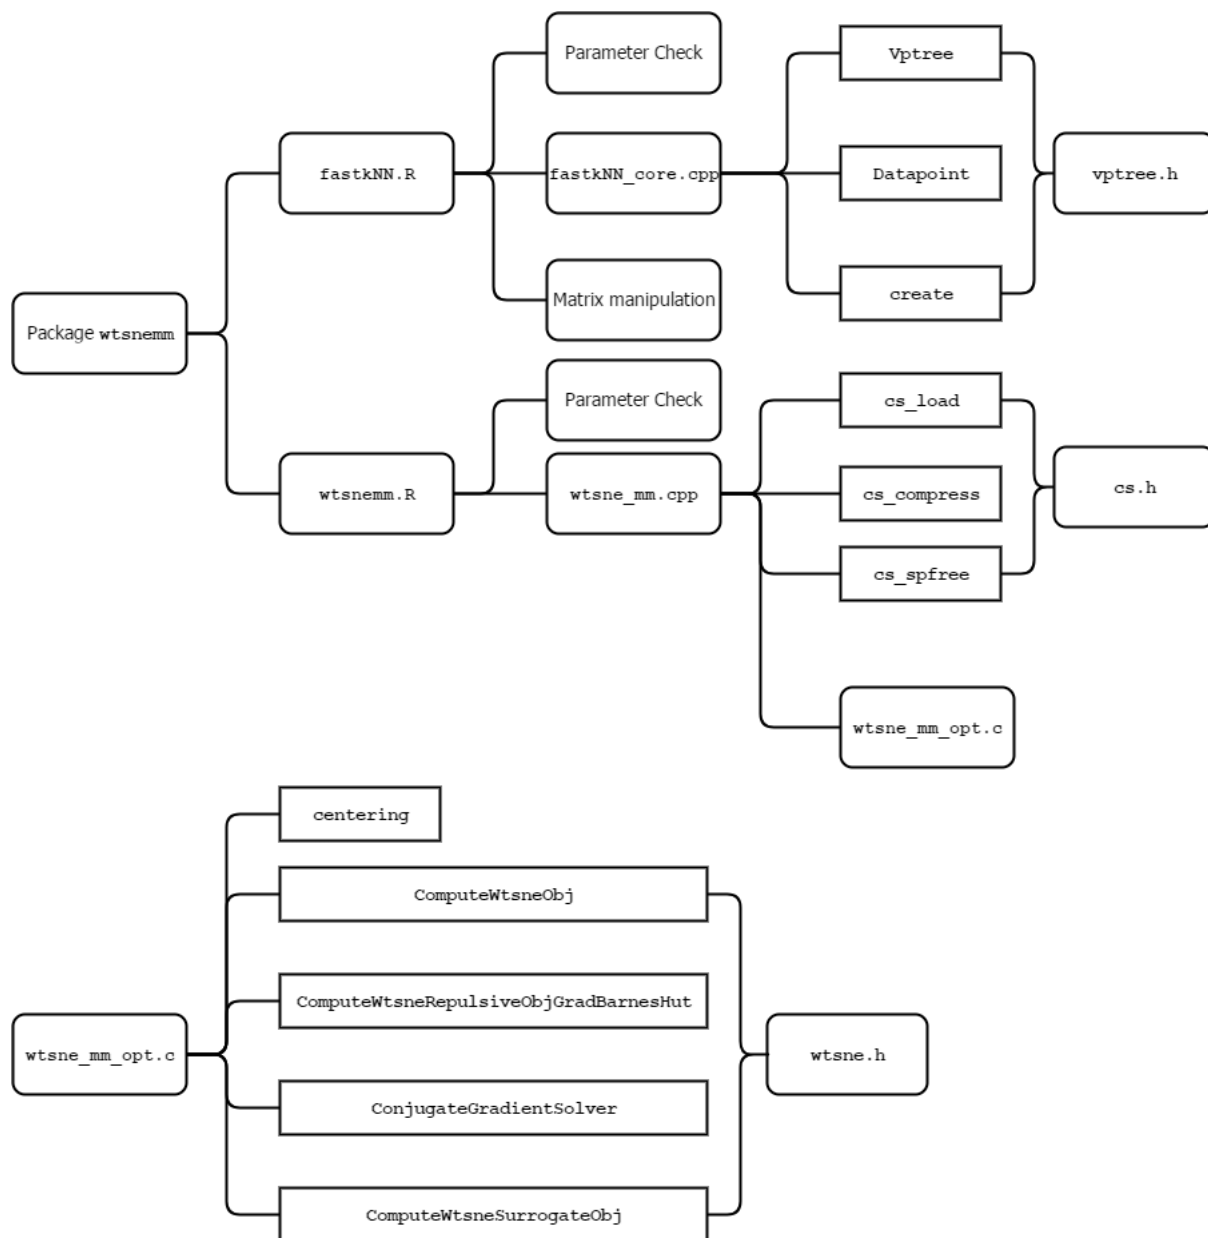 Parameter Check
Vptree
fastkNN.R
fastkNN_core.cpp
Datapoint
vptree.h
create
Matrix manipulation
Package wtsnemm
Parameter Check
cs_load
wtsnemm.R
wtsne_mm.cpp
cs_compress
cs.h
cs_spfree
wtsne_mm_opt.c
centering
ComputeWtsneObj
ComputeWtsneRepulsiveObjGradBarnesHut
wtsne_mm_opt.c
wtsne.h
ConjugateGradientSolver
ComputeWtsneSurrogateObj